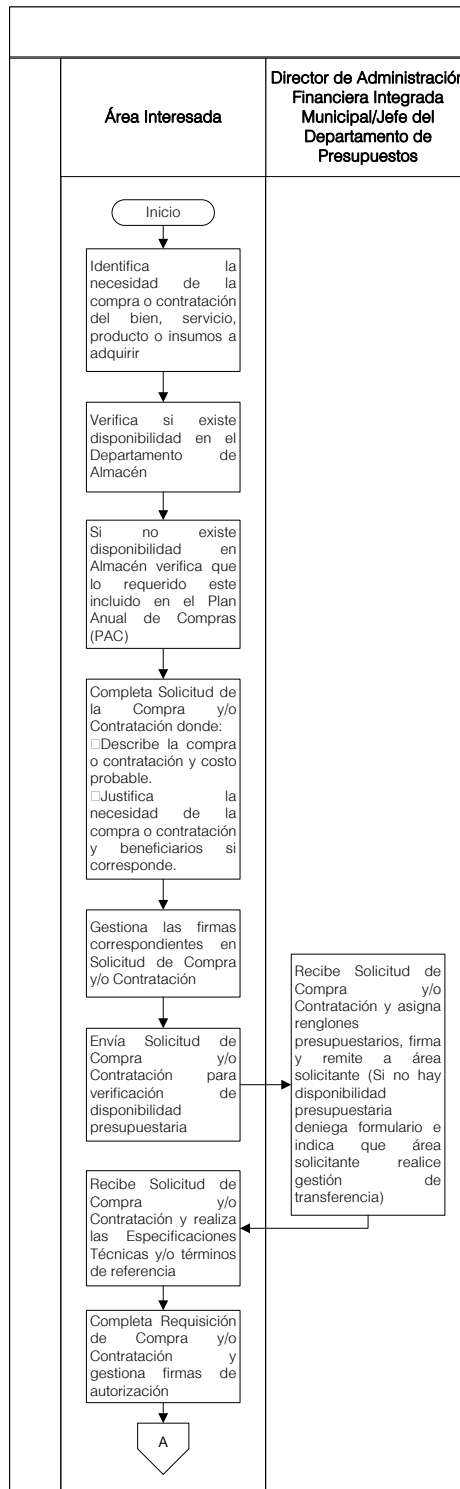 Área Interesada
Director de Administración
Financiera Integrada
Municipal/Jefe del
Departamento de
Presupuestos
Inicio
Identifica la
necesidad de la
compra o contratación
del bien, servicio,
producto o insumos a
adquirir
Verifica si existe
disponibilidad en el
Departamento de
Almacén
Si no existe
disponibilidad en
Almacén verifica que
lo requerido este
incluido en el Plan
Anual de Compras
(PAC)
Completa Solicitud de
la Compra y/o
Contratación donde:
□Describe la compra
o contratación y costo
probable.
□Justifica la
necesidad de la
compra o contratación
y beneficiarios si
corresponde.
Gestiona las firmas
correspondientes en
Solicitud de Compra
y/o Contratación
Envía Solicitud de
Compra y/o
Contratación para
verificación de
disponibilidad
presupuestaria
Recibe Solicitud de
Compra y/o
Contratación y asigna
renglones
presupuestarios, firma
y remite a área
solicitante (Si no hay
disponibilidad
presupuestaria
deniega formulario e
indica que área
solicitante realice
gestión de
transferencia)
Recibe Solicitud de
Compra y/o
Contratación y realiza
las Especificaciones
Técnicas y/o términos
de referencia
Completa Requisición
de Compra y/o
Contratación y
gestiona firmas de
autorización
A